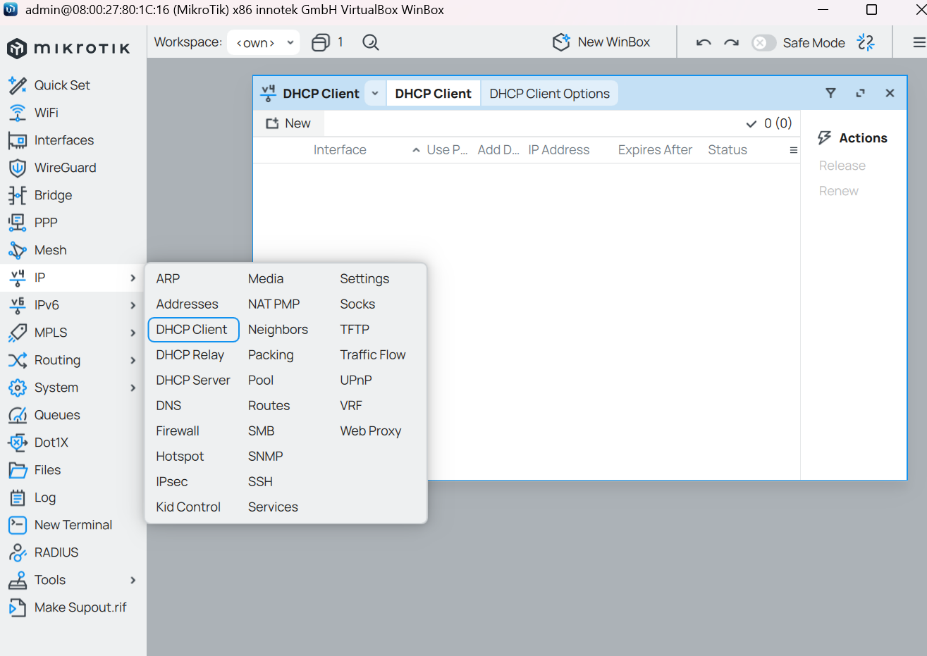 admin@08:00:27:80:1C:16 (MikroTik) x86 innotek GmbH VirtualBox WinBox
MIKROTIK
Workspace: <own> 1 New WinBox Safe Mode
Quick Set
WiFi
Interfaces
WireGuard
Bridge
PPP
Mesh
IP
IPv6
MPLS
Routing
System
Queues
Dot1X
Files
Log
New Terminal
RADIUS
Tools
Make Supout.rif
v4 DHCP Client DHCP Client DHCP Client Options
New 0 (0)
Interface Use P... Add D... IP Address Expires After Status
Actions
Release
Renew
v4
v6
ARP Media Settings
Addresses NAT PMP Socks
DHCP Client Neighbors TFTP
DHCP Relay Packing Traffic Flow
DHCP Server Pool UPnP
DNS Routes VRF
Firewall SMB Web Proxy
Hotspot SNMP
IPsec SSH
Kid Control Services